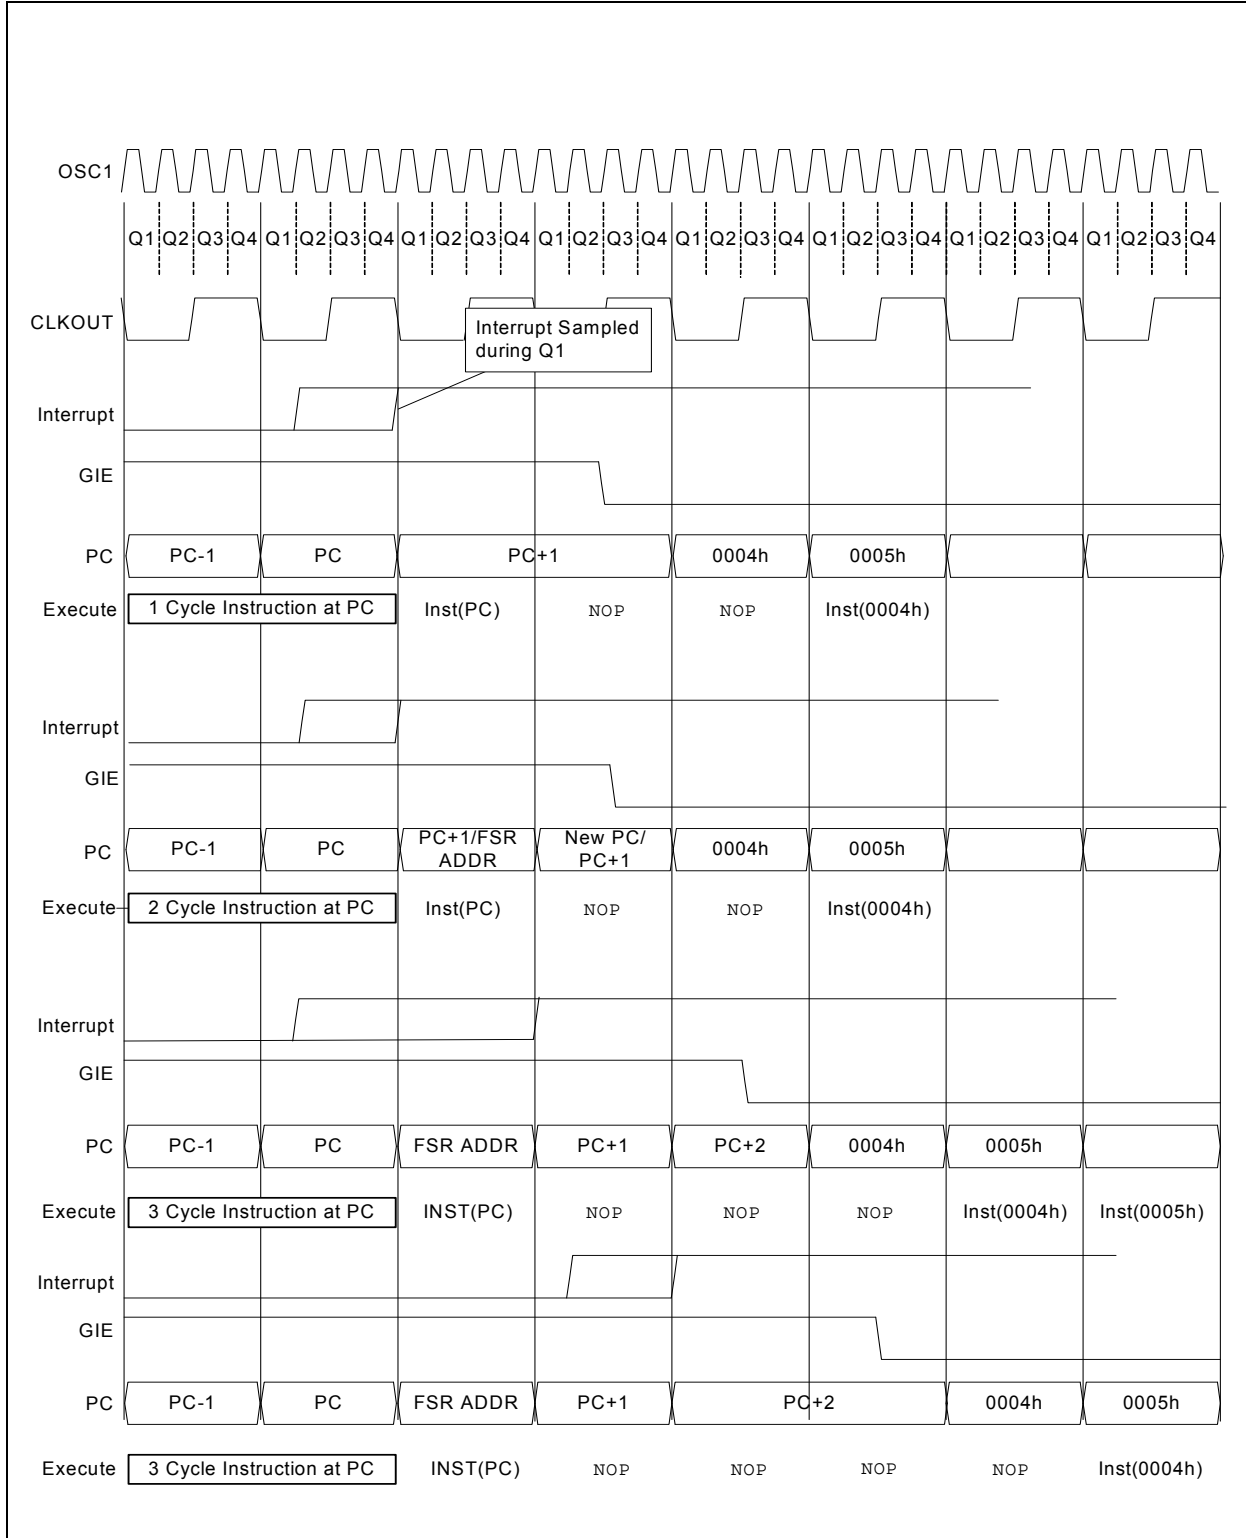 OSC1
Q1 Q2 Q3 Q4 Q1 Q2 Q3 Q4 Q1 Q2 Q3 Q4 Q1 Q2 Q3 Q4 Q1 Q2 Q3 Q4 Q1 Q2 Q3 Q4 Q1 Q2 Q3 Q4 Q1 Q2 Q3 Q4
CLKOUT
Interrupt Sampled
during Q1
Interrupt
GIE
PC PC-1 PC PC+1 0004h 0005h
Execute 1 Cycle Instruction at PC Inst(PC) NOP NOP Inst(0004h)
Interrupt
GIE
PC PC-1 PC PC+1/FSR ADDR New PC/ PC+1 0004h 0005h
Execute 2 Cycle Instruction at PC Inst(PC) NOP NOP Inst(0004h)
Interrupt
GIE
PC PC-1 PC FSR ADDR PC+1 PC+2 0004h 0005h
Execute 3 Cycle Instruction at PC INST(PC) NOP NOP NOP Inst(0004h) Inst(0005h)
Interrupt
GIE
PC PC-1 PC FSR ADDR PC+1 PC+2 0004h 0005h
Execute 3 Cycle Instruction at PC INST(PC) NOP NOP NOP NOP Inst(0004h)